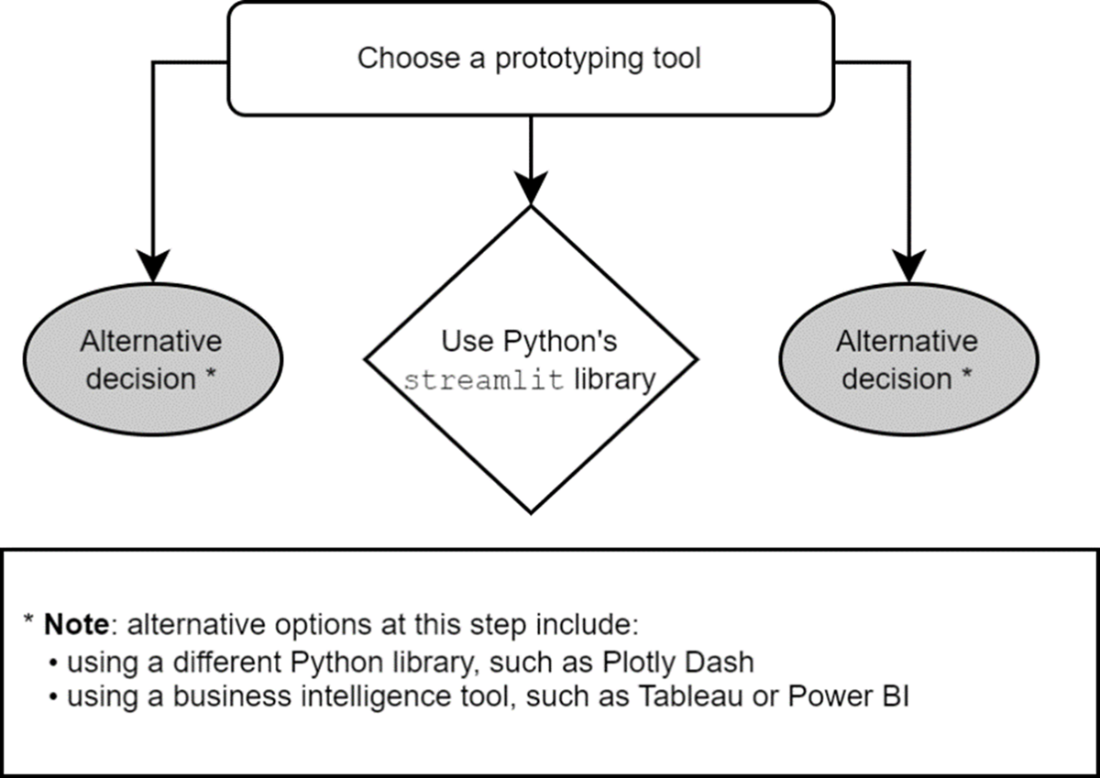 Choose a prototyping tool
Alternative
decision *
Use Python's
streamlit library
Alternative
decision *
* Note: alternative options at this step include:
• using a different Python library, such as Plotly Dash
• using a business intelligence tool, such as Tableau or Power BI